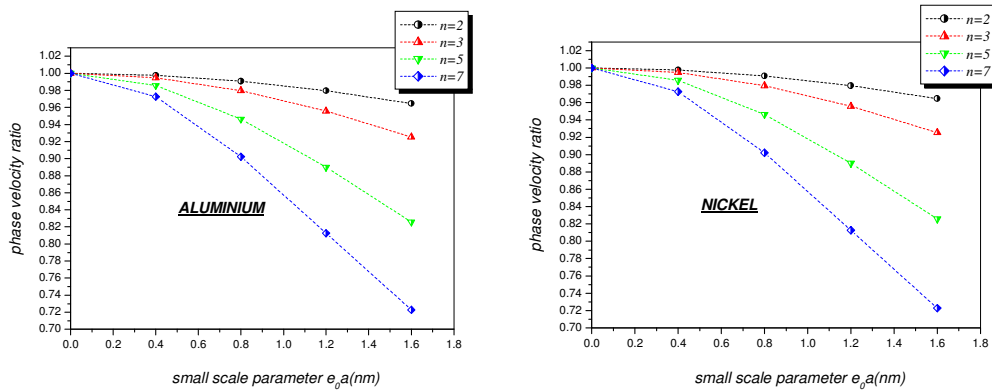 n=2
n=3
n=5
n=7
1.02
1.00
0.98
0.96
0.94
0.92
0.90
0.88
0.86
0.84
0.82
0.80
0.78
0.76
0.74
0.72
0.70
phase velocity ratio
ALUMINIUM
0.0 0.2 0.4 0.6 0.8 1.0 1.2 1.4 1.6 1.8
small scale parameter e₀a(nm)
n=2
n=3
n=5
n=7
1.02
1.00
0.98
0.96
0.94
0.92
0.90
0.88
0.86
0.84
0.82
0.80
0.78
0.76
0.74
0.72
0.70
phase velocity ratio
NICKEL
0.0 0.2 0.4 0.6 0.8 1.0 1.2 1.4 1.6 1.8
small scale parameter e₀a(nm)